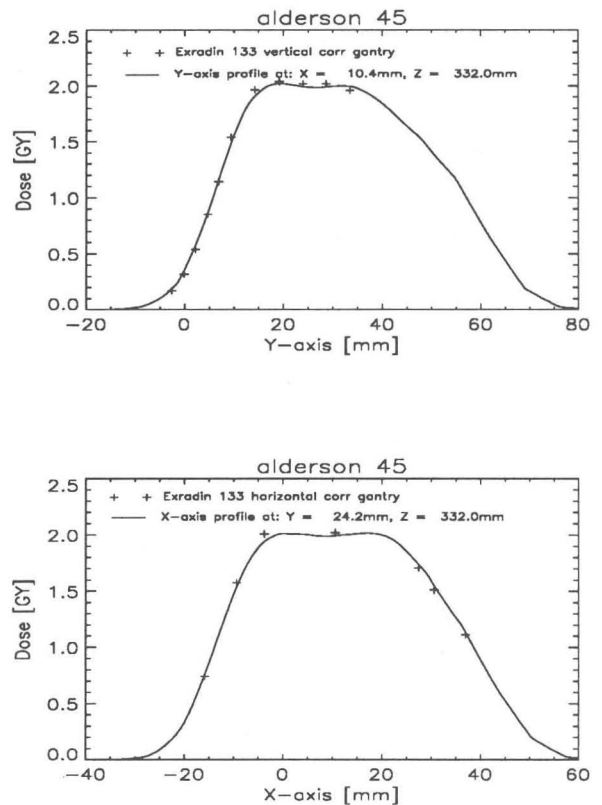 alderson 45
2.5
+ + Exradin 133 vertical corr gantry
Y-axis profile at: X = 10.4mm, Z = 332.0mm
2.0
1.5
1.0
0.5
0.0
Dose [GY]
-20 0 20 40 60 80
Y-axis [mm]
alderson 45
2.5
+ + Exradin 133 horizontal corr gantry
X-axis profile at: Y = 24.2mm, Z = 332.0mm
2.0
1.5
1.0
0.5
0.0
Dose [GY]
-40 -20 0 20 40 60
X-axis [mm]